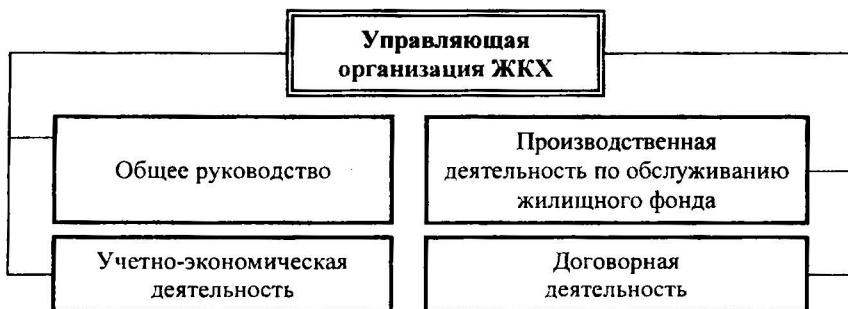 Управляющая
организация ЖКХ
Общее руководство
Производственная
деятельность по обслуживанию
жилищного фонда
Учетно-экономическая
деятельность
Договорная
деятельность